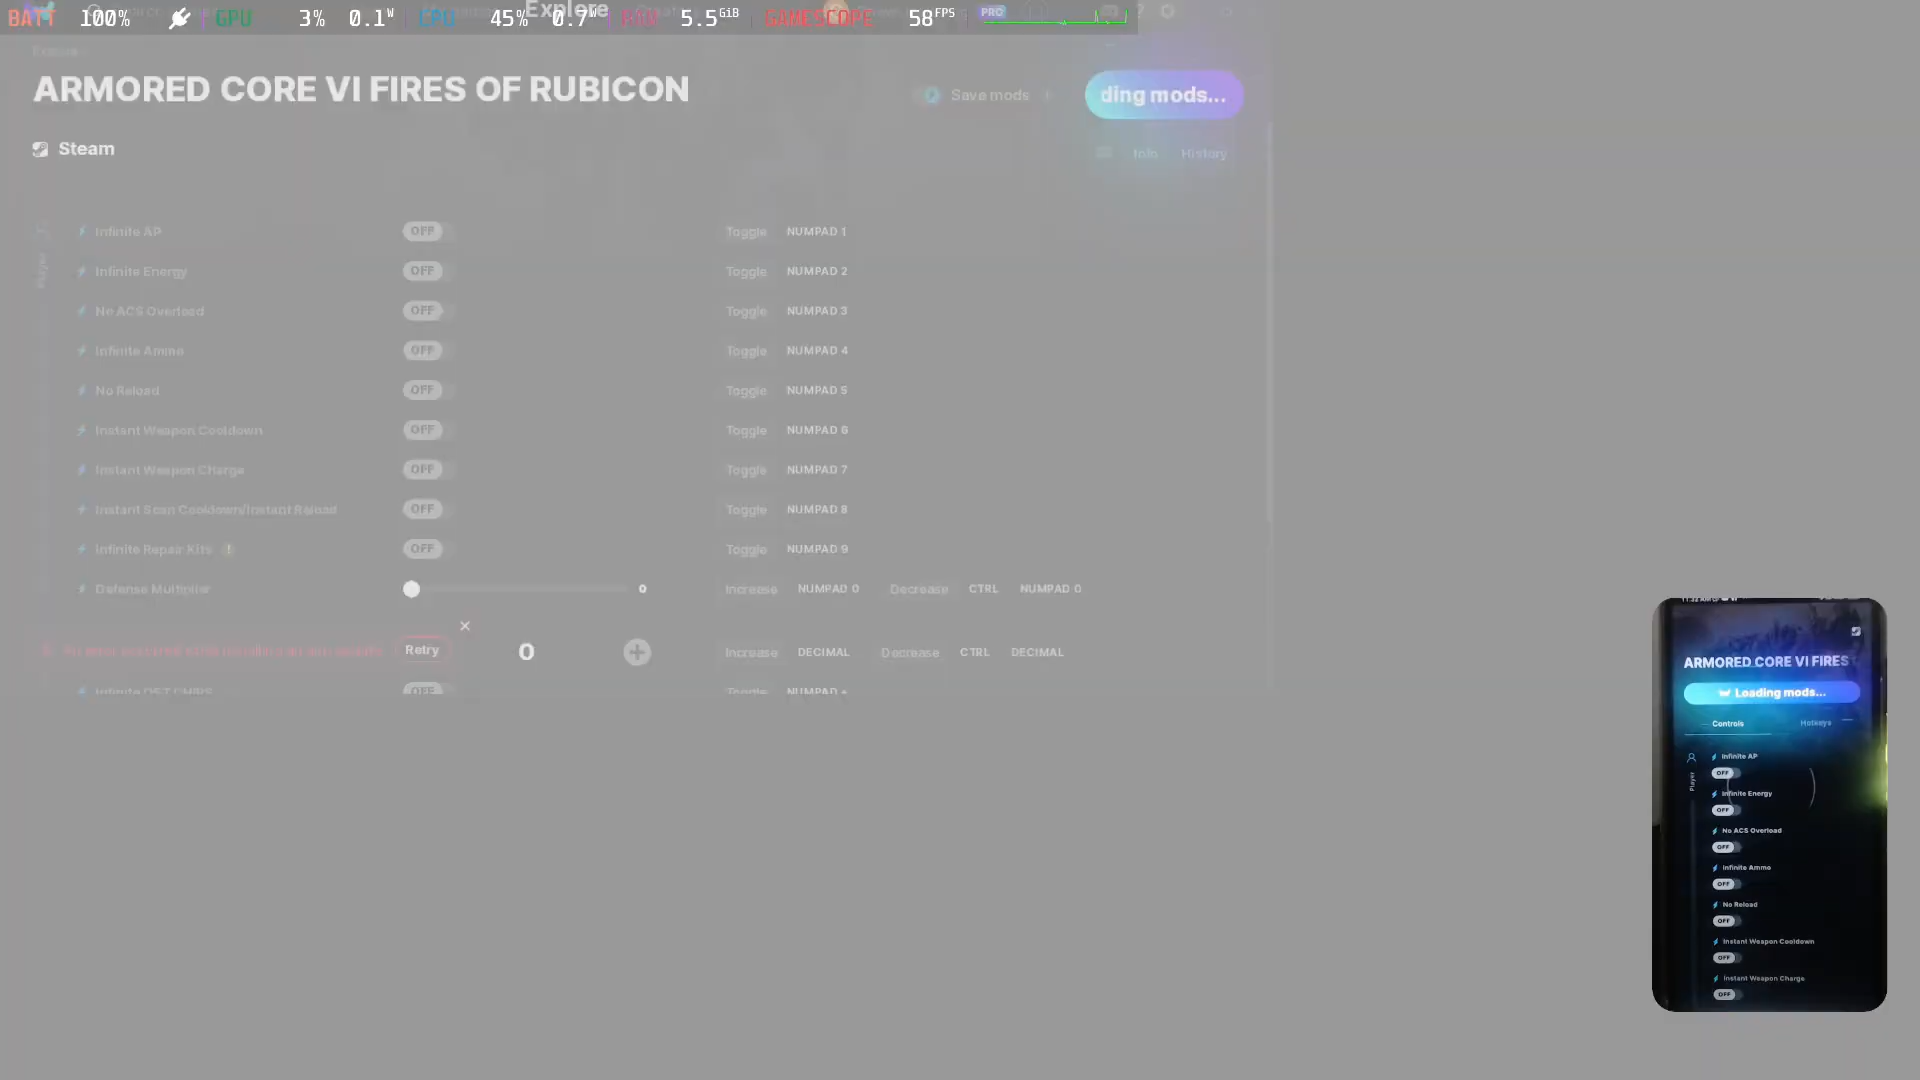 BATT 100% GPU 3% 0.1W CPU 45% 0.7W 5.5GiB GAMESCOPE 58FPS PRO
Explore
ARMORED CORE VI FIRES OF RUBICON
Save mods
ding mods...
Steam
Info History
Player
Infinite AP OFF Toggle NUMPAD 1
Infinite Energy OFF Toggle NUMPAD 2
No ACS Overload OFF Toggle NUMPAD 3
Infinite Ammo OFF Toggle NUMPAD 4
No Reload OFF Toggle NUMPAD 5
Instant Weapon Cooldown OFF Toggle NUMPAD 6
Instant Weapon Charge OFF Toggle NUMPAD 7
Instant Scan Cooldown/Instant Reload OFF Toggle NUMPAD 8
Infinite Repair Kits ! OFF Toggle NUMPAD 9
Defense Multiplier 0 Increase NUMPAD 0 Decrease CTRL NUMPAD 0
Retry 0 Increase DECIMAL Decrease CTRL DECIMAL
OFF Toggle NUMPAD
ARMORED CORE VI FIRES
Loading mods...
Controls Hotkeys
Player
Infinite AP
OFF
Infinite Energy
OFF
No ACS Overload
OFF
Infinite Ammo
OFF
No Reload
OFF
Instant Weapon Cooldown
OFF
Instant Weapon Charge
OFF